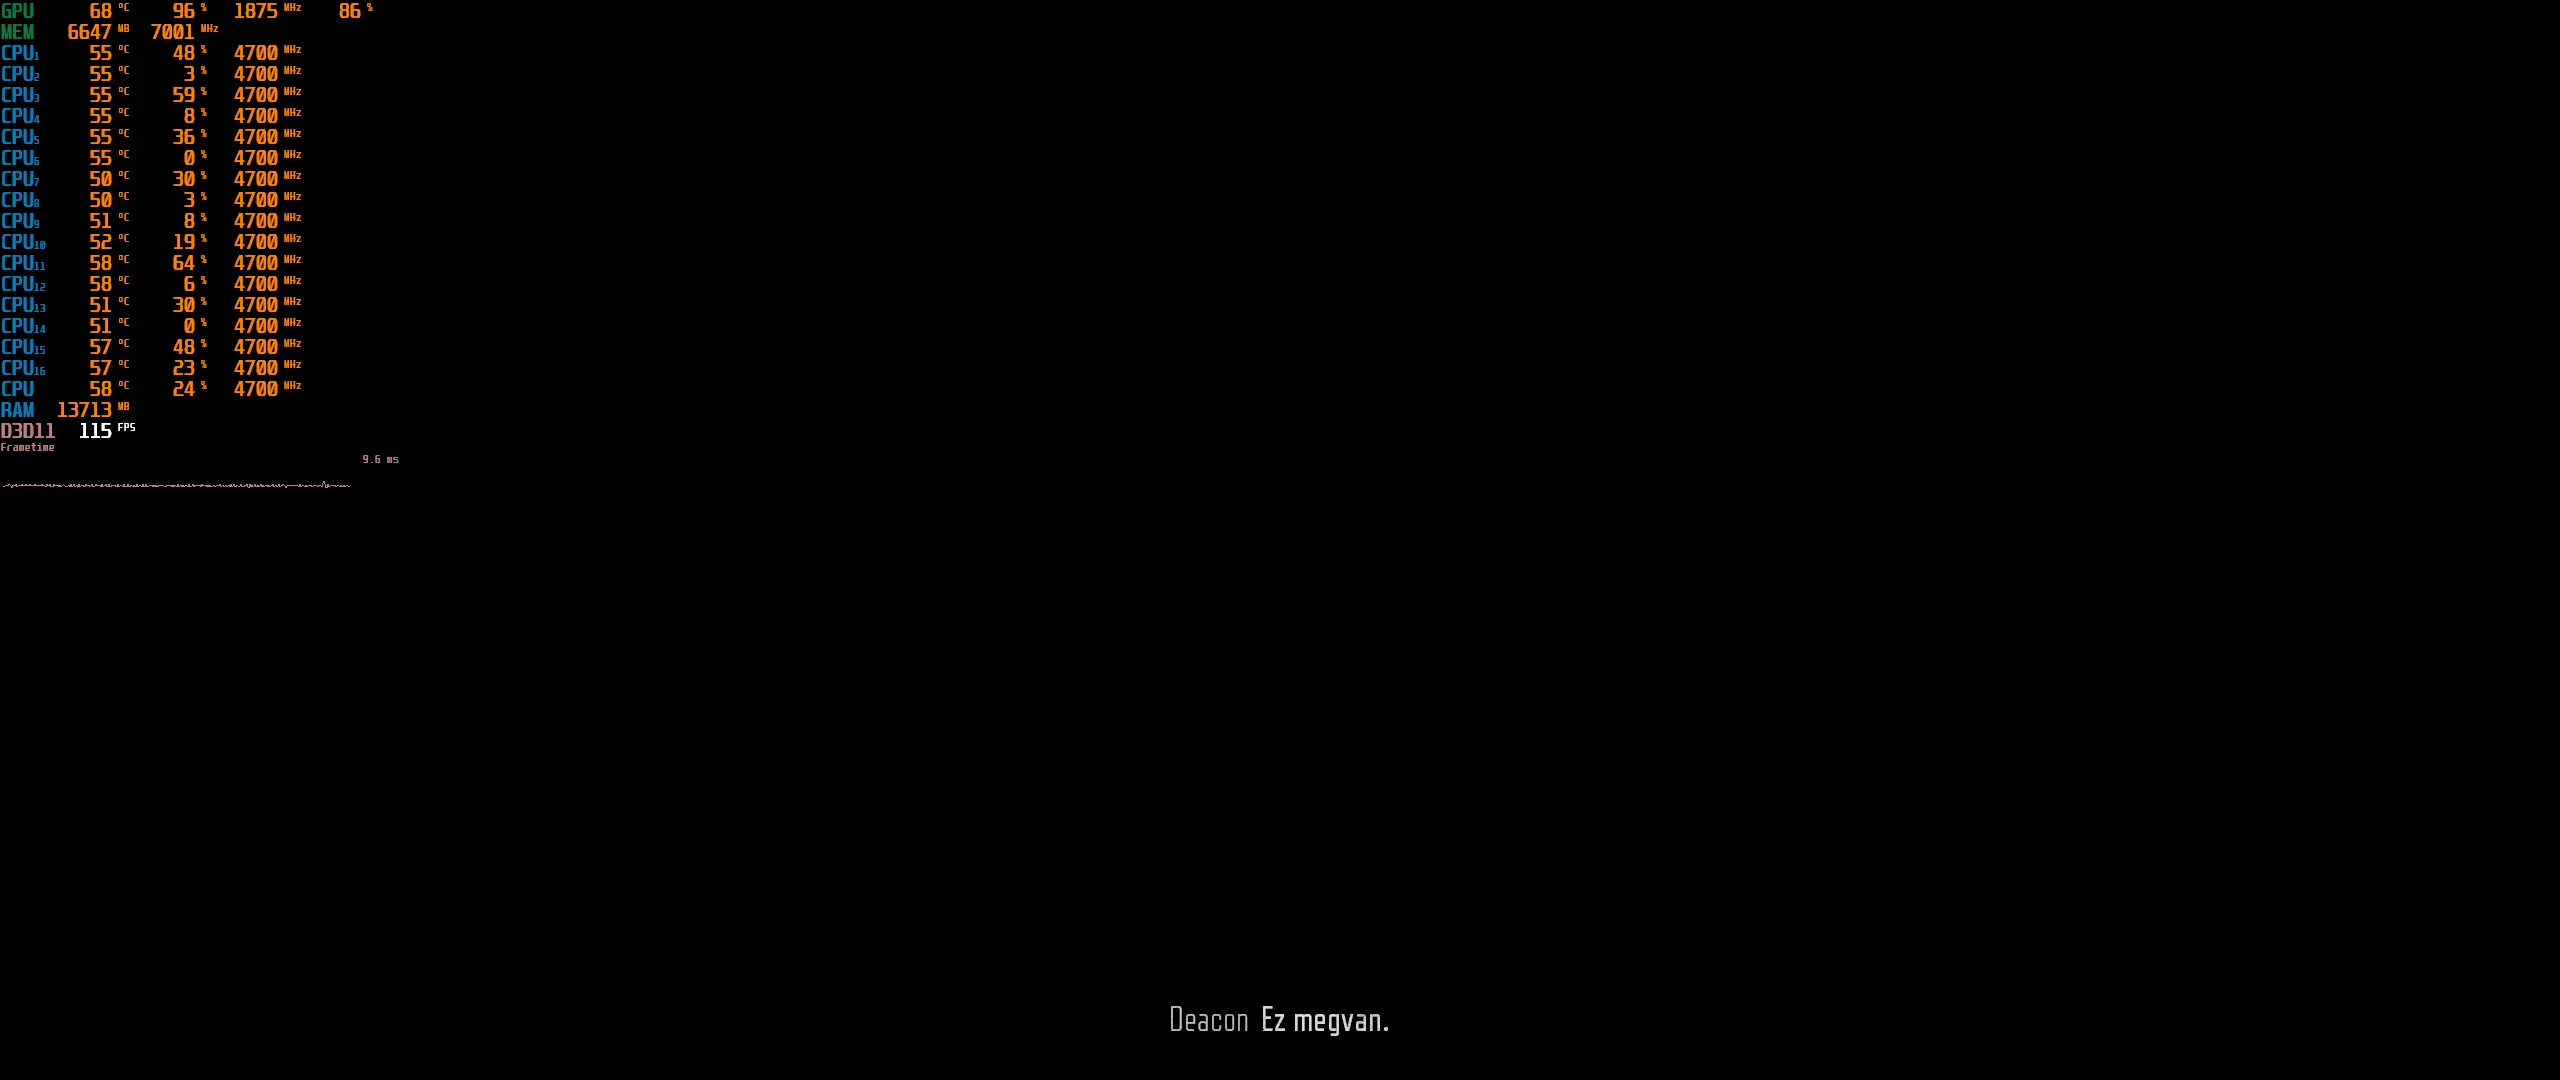 GPU 68 °C 96 % 1875 MHz 86 %
MEM 6647 MB 7001 MHz
CPU1 55 °C 48 % 4700 MHz
CPU2 55 °C 3 % 4700 MHz
CPU3 55 °C 59 % 4700 MHz
CPU4 55 °C 8 % 4700 MHz
CPU5 55 °C 36 % 4700 MHz
CPU6 55 °C 0 % 4700 MHz
CPU7 50 °C 30 % 4700 MHz
CPU8 50 °C 3 % 4700 MHz
CPU9 51 °C 8 % 4700 MHz
CPU10 52 °C 19 % 4700 MHz
CPU11 58 °C 64 % 4700 MHz
CPU12 58 °C 6 % 4700 MHz
CPU13 51 °C 30 % 4700 MHz
CPU14 51 °C 0 % 4700 MHz
CPU15 57 °C 48 % 4700 MHz
CPU16 57 °C 23 % 4700 MHz
CPU 58 °C 24 % 4700 MHz
RAM 13713 MB
D3D11 115 FPS
Frametime
9.6 ms
Deacon Ez megvan.